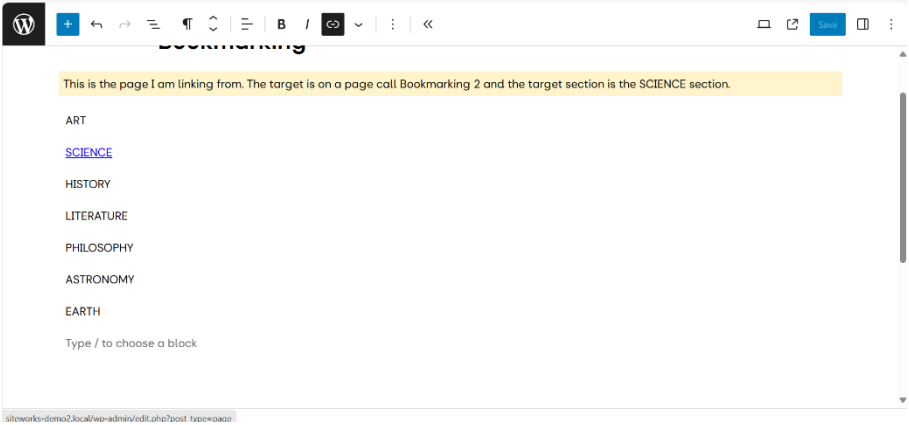 Save
Bookmarking
This is the page I am linking from. The target is on a page call Bookmarking 2 and the target section is the SCIENCE section.
ART
SCIENCE
HISTORY
LITERATURE
PHILOSOPHY
ASTRONOMY
EARTH
Type / to choose a block
siteworks-demo2.local/wp-admin/edit.php?post_type=page